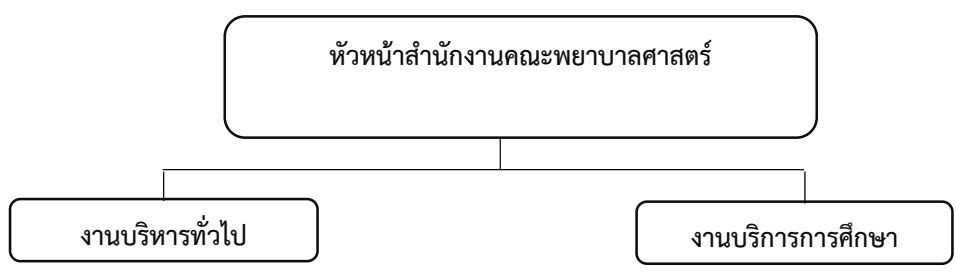 หัวหน้าสำนักงานคณะพยาบาลศาสตร์
งานบริหารทั่วไป
งานบริการการศึกษา